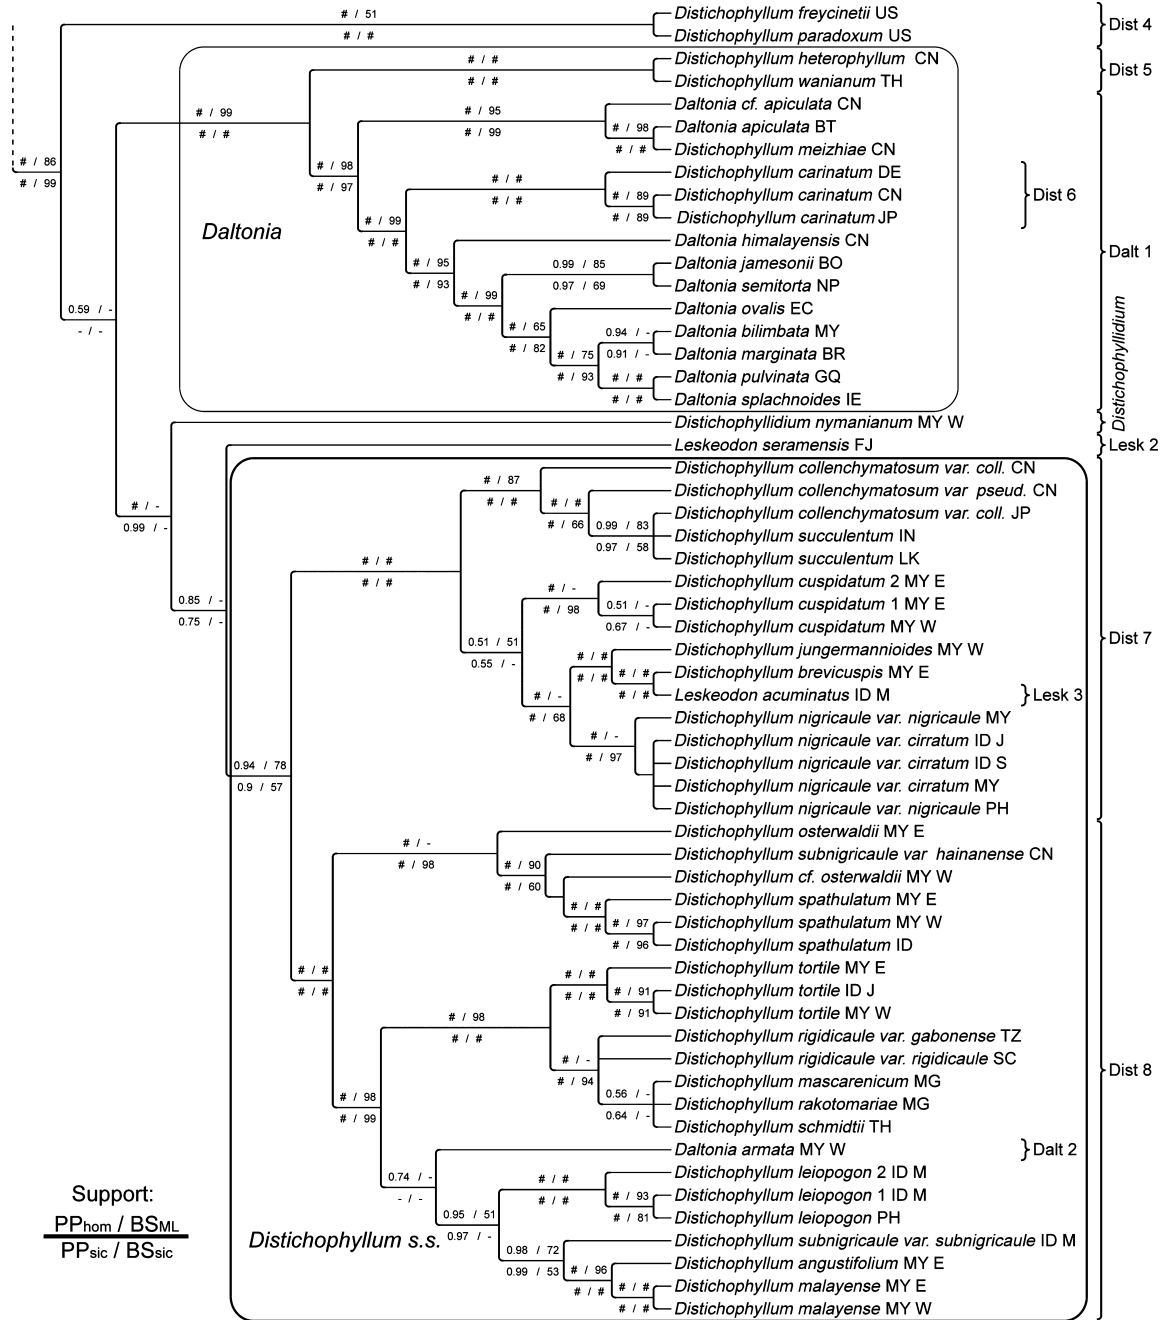 # / 51
Distichophyllum freycinetii US
# / #
Distichophyllum paradoxum US
Dist 4
# / #
Distichophyllum heterophyllum CN
# / #
Distichophyllum wanianum TH
Dist 5
# / 99
# / #
# / 95
# / 99
Daltonia cf. apiculata CN
# / 98
Daltonia apiculata BT
# / #
Distichophyllum meizhiae CN
# / 86
# / 99
# / 98
# / 97
# / #
# / #
Distichophyllum carinatum DE
# / 89
Distichophyllum carinatum CN
# / 89
Distichophyllum carinatum JP
Dist 6
Daltonia
# / 99
# / #
Daltonia himalayensis CN
Dalt 1
# / 95
# / 93
0.99 / 85
Daltonia jamesonii BO
0.97 / 69
Daltonia semitorta NP
# / 99
# / #
Daltonia ovalis EC
0.59 / -
- / -
# / 65
# / 82
0.94 / -
Daltonia bilimbata MY
0.91 / -
Daltonia marginata BR
# / 75
# / 93
# / #
Daltonia pulvinata GQ
# / #
Daltonia splachnoides IE
Distichophyllidium
Distichophyllidium nymanianum MY W
Leskeodon seramensis FJ
Lesk 2
Distichophyllum collenchymatosum var. coll. CN
# / 87
# / #
Distichophyllum collenchymatosum var pseud. CN
# / #
# / 66
Distichophyllum collenchymatosum var. coll. JP
0.99 / 83
Distichophyllum succulentum IN
0.97 / 58
Distichophyllum succulentum LK
# / -
0.99 / -
# / #
# / #
# / -
# / 98
Distichophyllum cuspidatum 2 MY E
0.51 / -
Distichophyllum cuspidatum 1 MY E
0.67 / -
Distichophyllum cuspidatum MY W
0.85 / -
0.75 / -
0.51 / 51
0.55 / -
Dist 7
# / #
# / #
Distichophyllum jungermannioides MY W
# / #
Distichophyllum brevicuspis MY E
# / #
Leskeodon acuminatus ID M
Lesk 3
# / -
# / 68
Distichophyllum nigricaule var. nigricaule MY
# / -
# / 97
Distichophyllum nigricaule var. cirratum ID J
Distichophyllum nigricaule var. cirratum ID S
Distichophyllum nigricaule var. cirratum MY
Distichophyllum nigricaule var. nigricaule PH
0.94 / 78
0.9 / 57
Distichophyllum osterwaldii MY E
# / -
# / 98
Distichophyllum subnigricaule var hainanense CN
# / 90
# / 60
Distichophyllum cf. osterwaldii MY W
# / #
# / #
Distichophyllum spathulatum MY E
# / 97
Distichophyllum spathulatum MY W
# / 96
Distichophyllum spathulatum ID
# / #
# / #
# / #
# / #
Distichophyllum tortile MY E
# / 91
Distichophyllum tortile ID J
# / 91
Distichophyllum tortile MY W
# / 98
# / #
Distichophyllum rigidicaule var. gabonense TZ
# / -
# / 94
Distichophyllum rigidicaule var. rigidicaule SC
Dist 8
Distichophyllum mascarenicum MG
0.56 / -
Distichophyllum rakotomariae MG
0.64 / -
Distichophyllum schmidtii TH
# / 98
# / 99
Daltonia armata MY W
Dalt 2
0.74 / -
- / -
# / #
# / #
Distichophyllum leiopogon 2 ID M
# / 93
Distichophyllum leiopogon 1 ID M
# / 81
Distichophyllum leiopogon PH
0.95 / 51
0.97 / -
Distichophyllum s.s.
Distichophyllum subnigricaule var. subnigricaule ID M
0.98 / 72
0.99 / 53
# / 96
# / #
Distichophyllum angustifolium MY E
# / #
Distichophyllum malayense MY E
# / #
Distichophyllum malayense MY W
Support:
PPhom / BSML
PPsic / BSsic